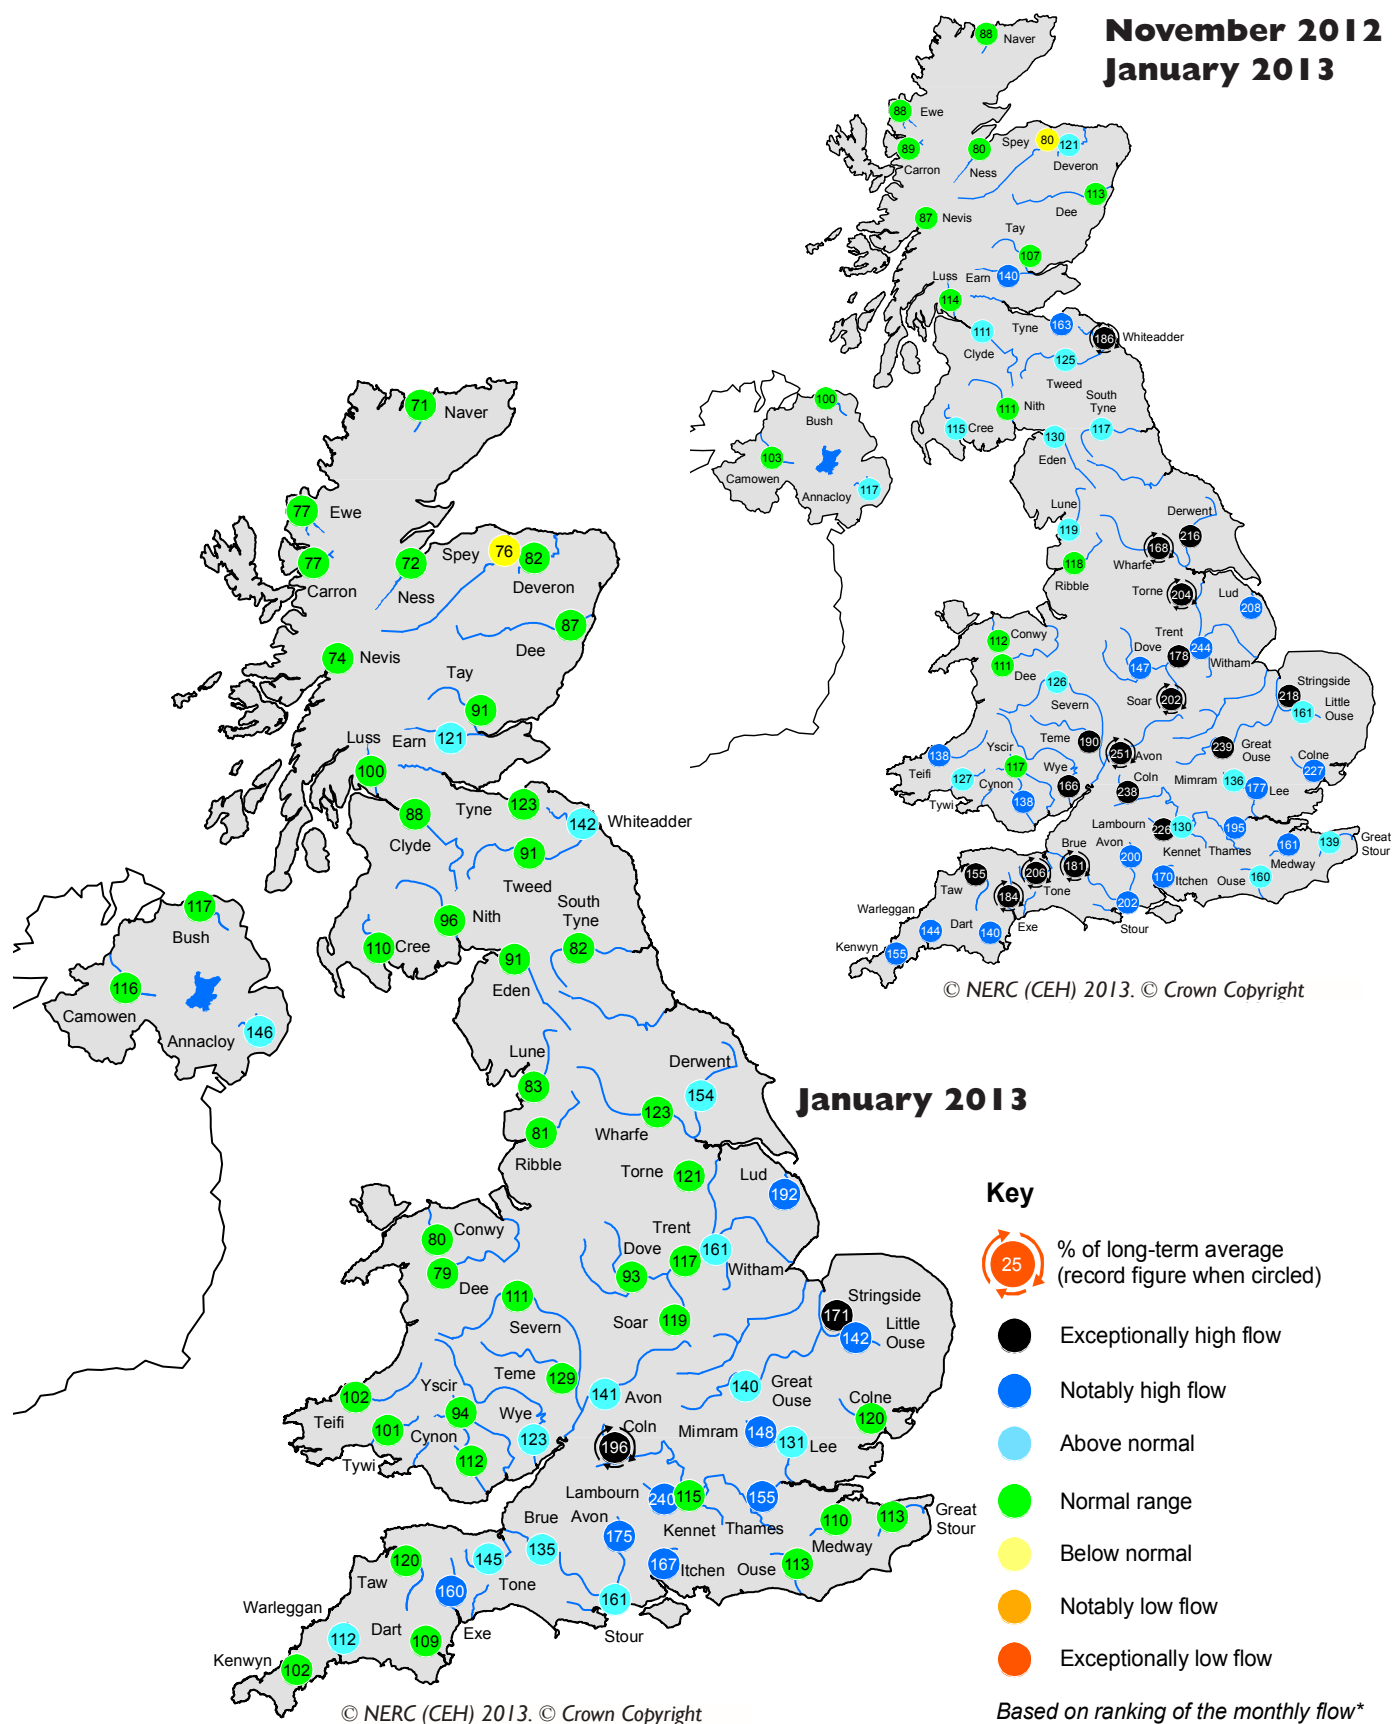 November 2012
January 2013
88
Naver
88
Ewe
89
Carron
80
Ness
Spey
80
121
Deveron
113
Dee
87
Nevis
Tay
107
Luss
Earn
140
114
111
Clyde
Tyne
163
186
Whiteadder
125
Tweed
111
Nith
South
Tyne
117
115
Cree
130
Eden
100
Bush
103
Camowen
Annacloy
117
Lune
119
118
Ribble
Derwent
216
168
Wharfe
Torne
204
Lud
208
112
Conwy
111
Dee
Trent
Dove
178
244
147
Witham
126
Severn
Soar
202
Stringside
218
161
Little
Ouse
Teme
190
251
Avon
239
Great
Ouse
Colne
227
138
Teifi
Yscir
117
Wye
127
Tywi
Cynon
138
166
Coln
238
Mimram
136
177
Lee
Lambourn
226
130
Kennet
195
Thames
161
Medway
139
Great
Stour
Brue
181
Avon
200
170
Itchen
Ouse
160
155
Taw
206
Tone
184
Exe
202
Stour
Warleggan
144
Dart
140
Kenwyn
155
© NERC (CEH) 2013. © Crown Copyright
71
Naver
77
Ewe
77
Carron
72
Ness
Spey
76
82
Deveron
87
Dee
74
Nevis
Tay
91
Luss
Earn
121
100
88
Clyde
Tyne
123
142
Whiteadder
91
Tweed
96
Nith
South
Tyne
82
110
Cree
91
Eden
117
Bush
116
Camowen
Annacloy
146
Lune
83
81
Ribble
Derwent
154
123
Wharfe
January 2013
Torne
121
Lud
192
80
Conwy
79
Dee
Trent
Dove
117
161
93
Witham
111
Severn
Soar
119
Stringside
171
142
Little
Ouse
Teme
129
141
Avon
140
Great
Ouse
Colne
120
102
Teifi
Yscir
94
Wye
101
Tywi
Cynon
112
123
Coln
196
Mimram
148
131
Lee
Lambourn
240
115
Kennet
155
Thames
110
Medway
113
Great
Stour
Brue
135
Avon
175
167
Itchen
Ouse
113
120
Taw
145
Tone
160
Exe
161
Stour
Warleggan
112
Dart
109
Kenwyn
102
© NERC (CEH) 2013. © Crown Copyright
Key
25
% of long-term average
(record figure when circled)
Exceptionally high flow
Notably high flow
Above normal
Normal range
Below normal
Notably low flow
Exceptionally low flow
Based on ranking of the monthly flow*